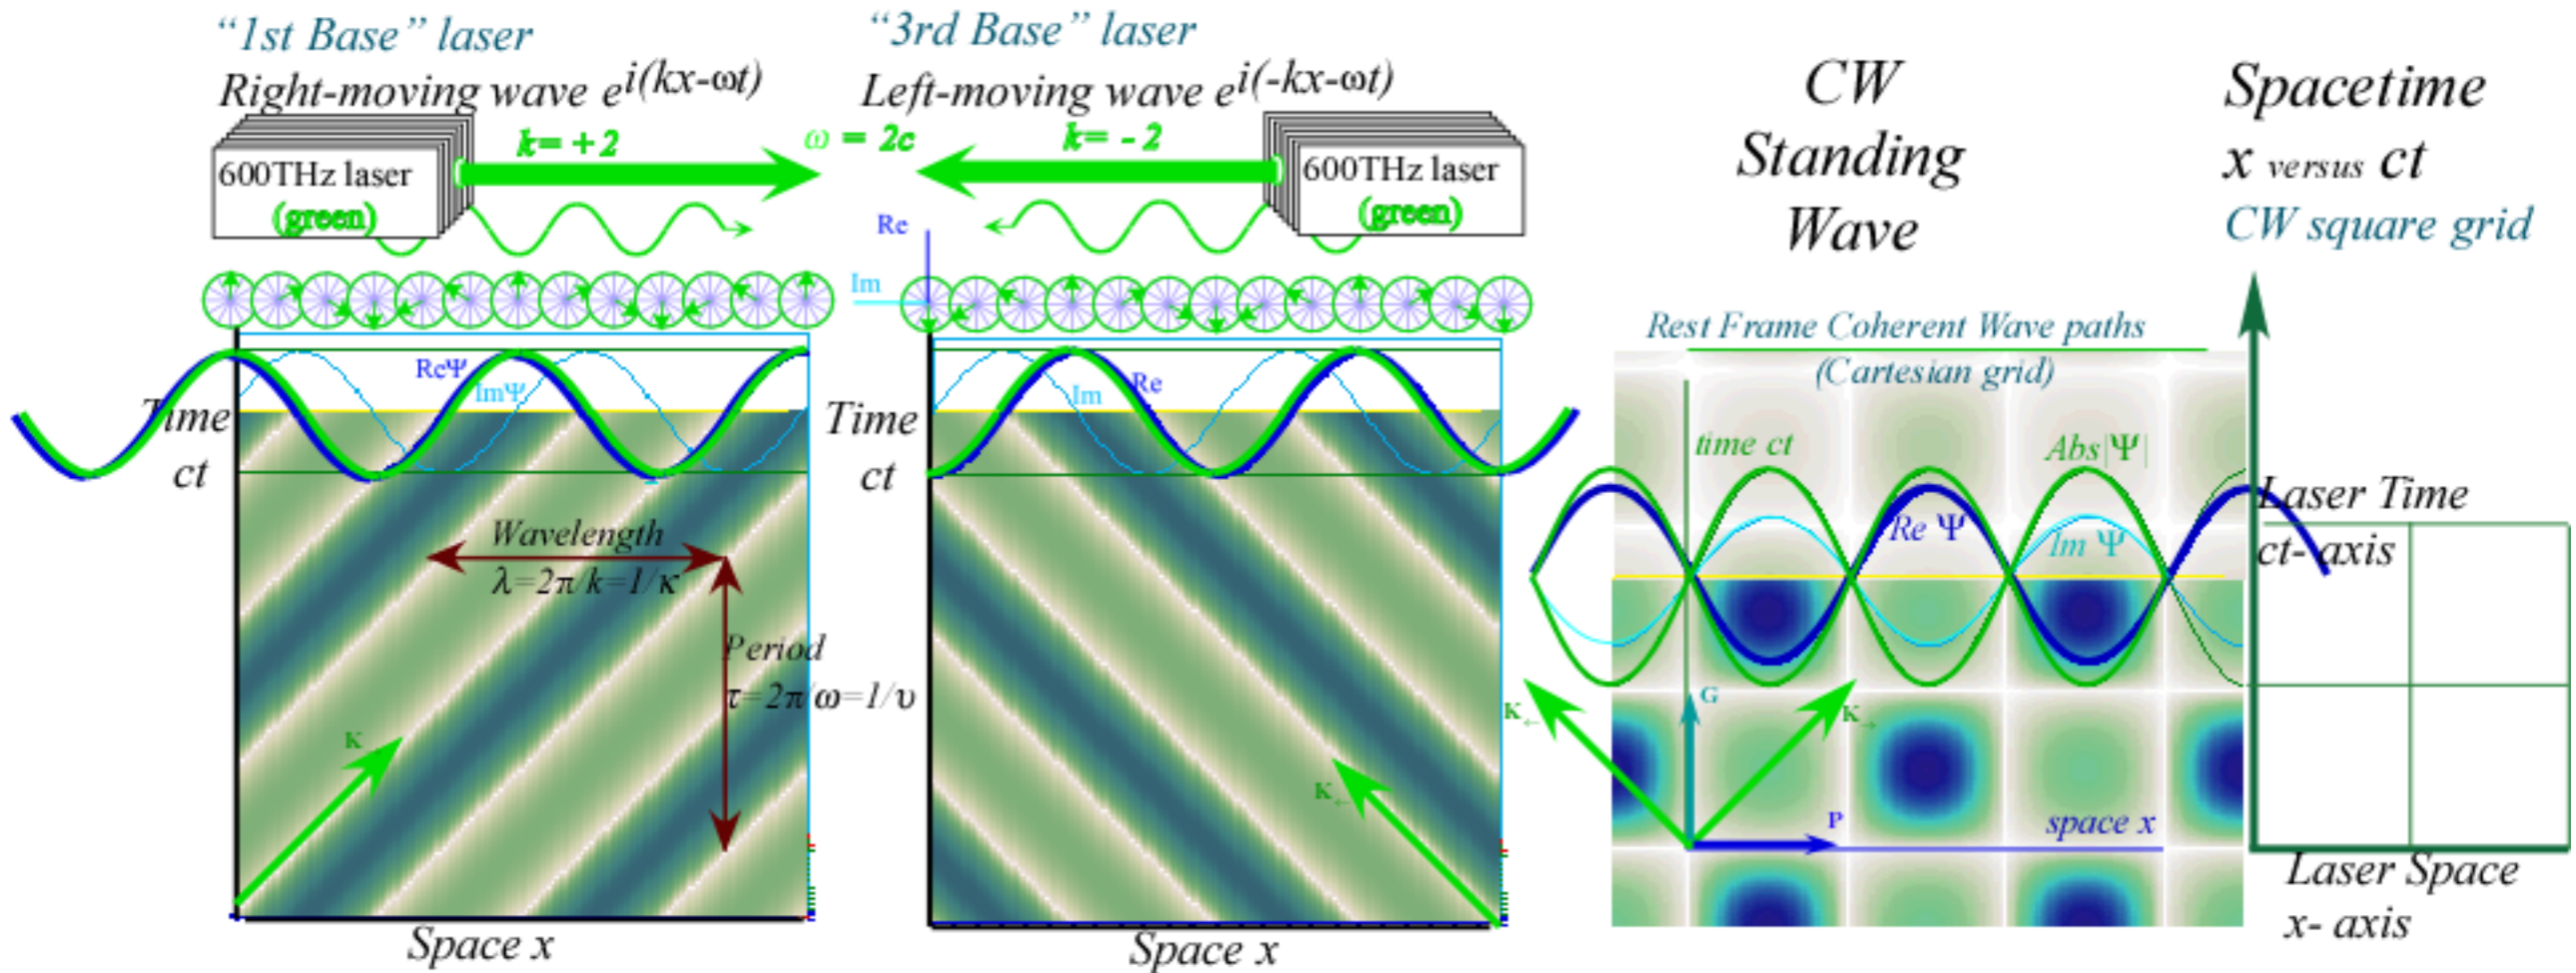 “1st Base” laser
Right-moving wave e^i(kx-ωt)
k= +2
600THz laser
(green)
ω = 2c
“3rd Base” laser
Left-moving wave e^i(-kx-ωt)
k= - 2
600THz laser
(green)
Re
Im
Time
ct
ReΨ
ImΨ
Wavelength
λ=2π/k=1/κ
Period
τ=2π/ω=1/υ
K→
Space x
Time
ct
Im
Re
K←
Space x
CW
Standing
Wave
Rest Frame Coherent Wave paths
(Cartesian grid)
time ct
Abs|Ψ|
Re Ψ
Im Ψ
K←
G
K→
P
space x
Spacetime
x versus ct
CW square grid
Laser Time
ct- axis
Laser Space
x- axis